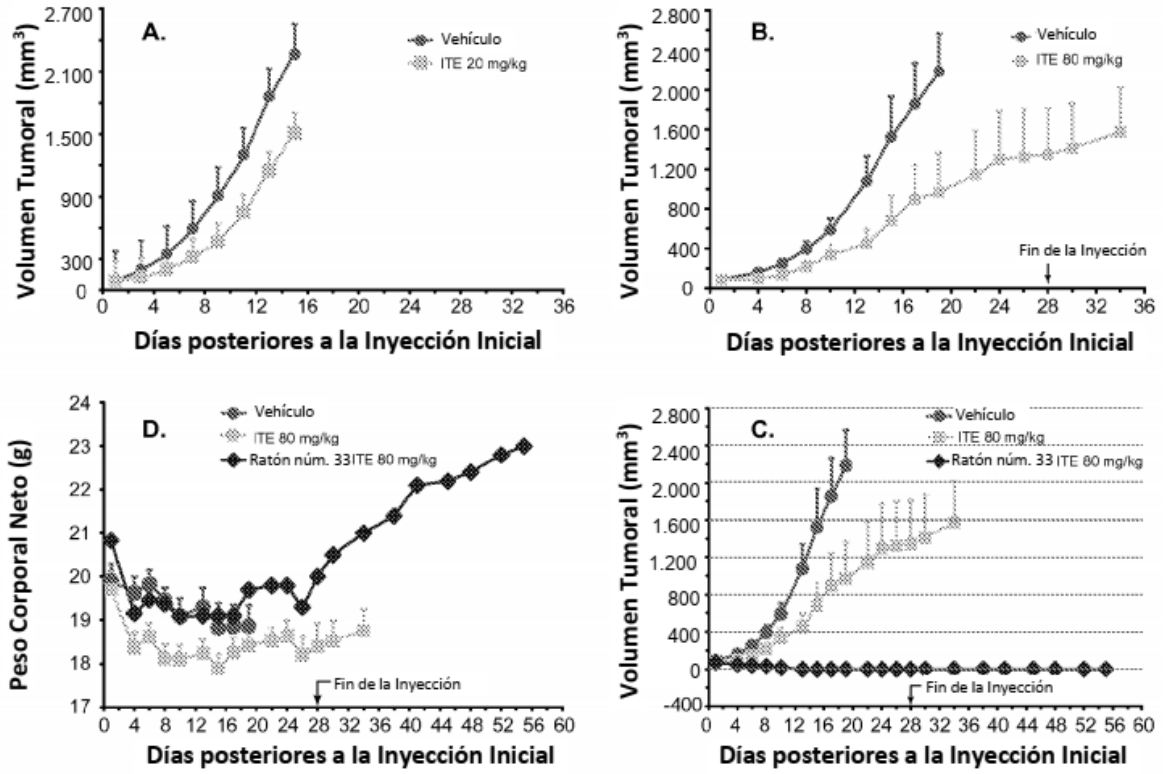 A.
Volumen Tumoral (mm³)
2.700
2.100
1.500
900
300
0
Vehículo
ITE 20 mg/kg
0 4 8 12 16 20 24 28 32 36
Días posteriores a la Inyección Inicial
B.
Volumen Tumoral (mm³)
2.800
2.400
2.000
1.600
1.200
800
400
0
Vehículo
ITE 80 mg/kg
Fin de la Inyección
0 4 8 12 16 20 24 28 32 36
Días posteriores a la Inyección Inicial
D.
Peso Corporal Neto (g)
24
23
22
21
20
19
18
17
Vehículo
ITE 80 mg/kg
Ratón núm. 33 ITE 80 mg/kg
Fin de la Inyección
0 4 8 12 16 20 24 28 32 36 40 44 48 52 56 60
Días posteriores a la Inyección Inicial
C.
Volumen Tumoral (mm³)
2.800
2.400
2.000
1.600
1.200
800
400
0
-400
Vehículo
ITE 80 mg/kg
Ratón núm. 33 ITE 80 mg/kg
Fin de la Inyección
0 4 8 12 16 20 24 28 32 36 40 44 48 52 56 60
Días posteriores a la Inyección Inicial